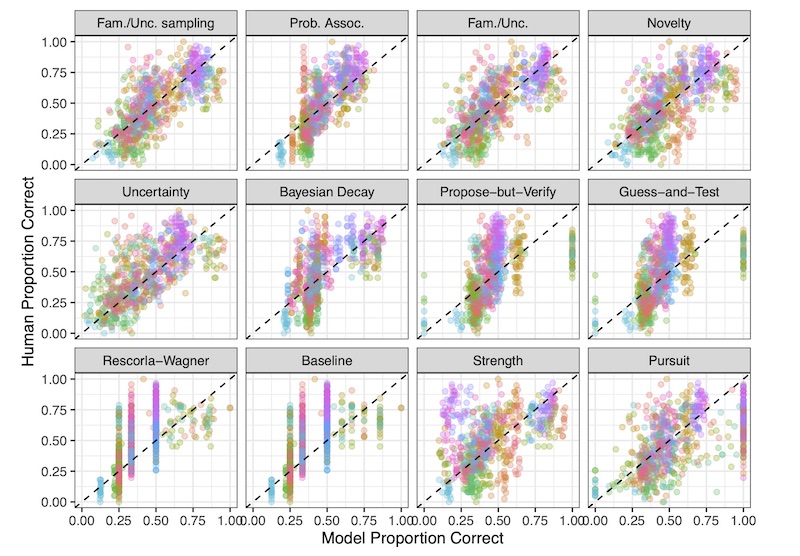 Fam./Unc. sampling Prob. Assoc. Fam./Unc. Novelty
1.00
0.75
0.50
0.25
0.00
Uncertainty Bayesian Decay Propose−but−Verify Guess−and−Test
1.00
0.75
0.50
0.25
0.00
Human Proportion Correct
Rescorla−Wagner Baseline Strength Pursuit
1.00
0.75
0.50
0.25
0.00
0.00 0.25 0.50 0.75 1.00 0.00 0.25 0.50 0.75 1.00 0.00 0.25 0.50 0.75 1.00 0.00 0.25 0.50 0.75 1.00
Model Proportion Correct